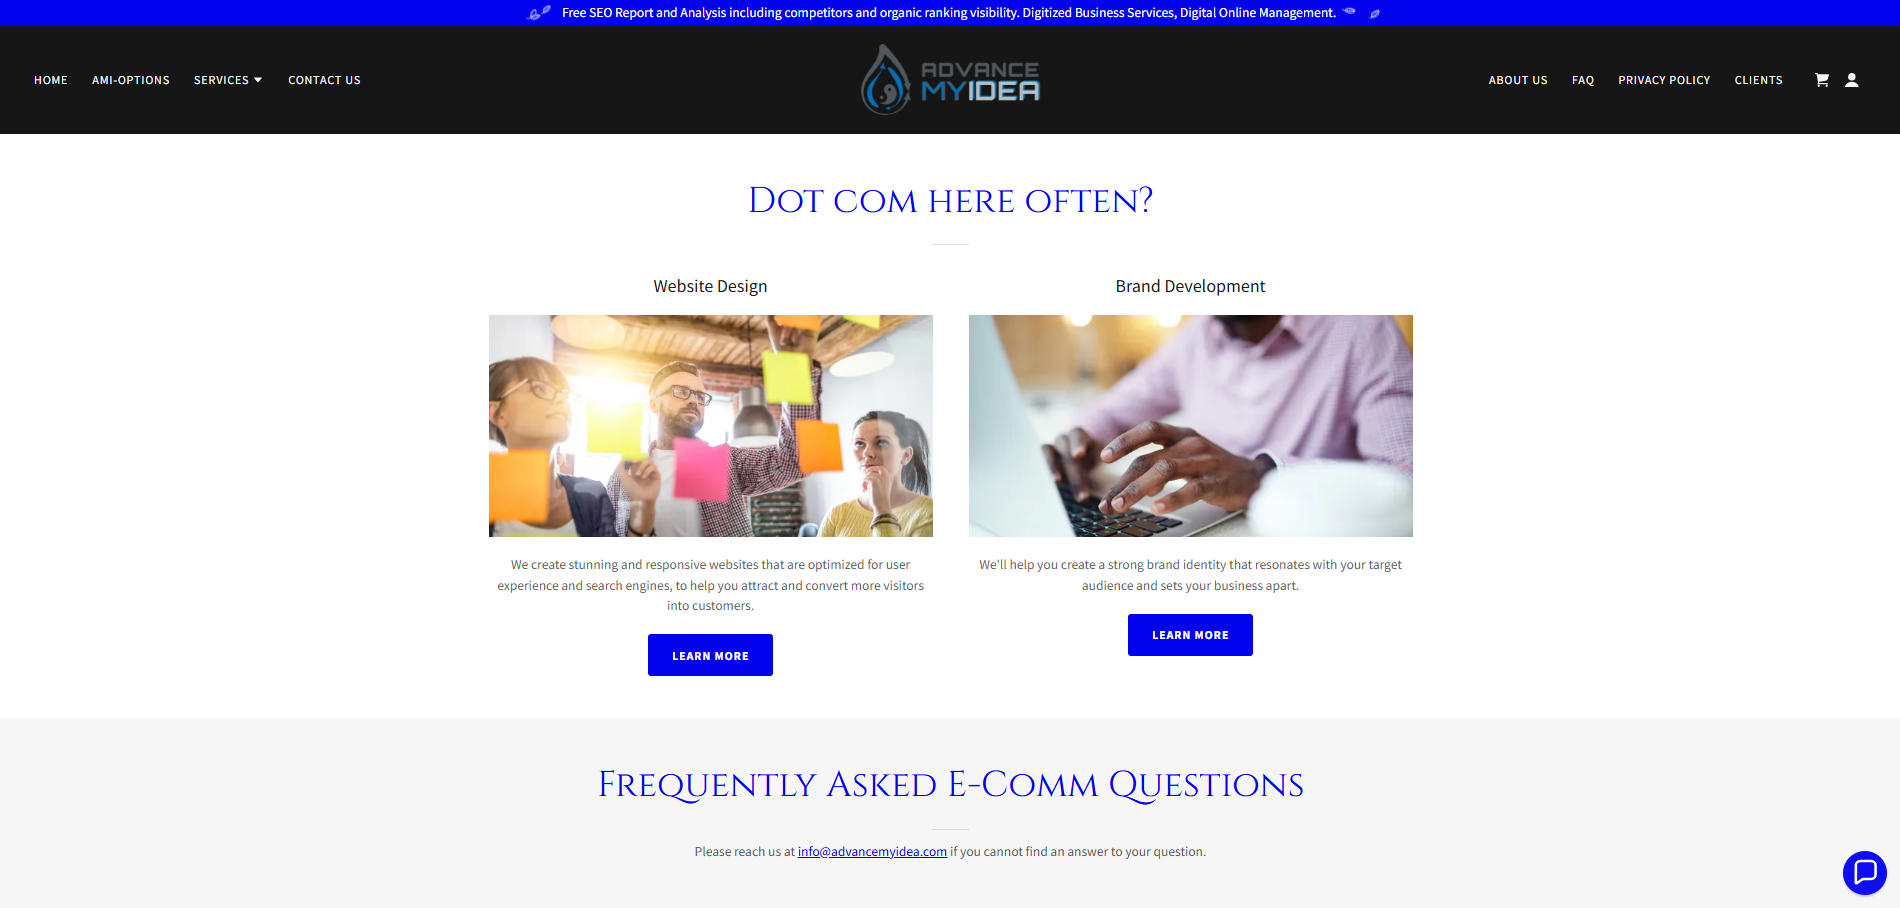 Free SEO Report and Analysis including competitors and organic ranking visibility. Digitized Business Services, Digital Online Management.
HOME AMI-OPTIONS SERVICES CONTACT US
ADVANCE
MYIDEA
ABOUT US FAQ PRIVACY POLICY CLIENTS
Dot com here often?
Website Design
We create stunning and responsive websites that are optimized for user
experience and search engines, to help you attract and convert more visitors
into customers.
LEARN MORE
Brand Development
We'll help you create a strong brand identity that resonates with your target
audience and sets your business apart.
LEARN MORE
Frequently Asked E-Comm Questions
Please reach us at info@advancemyidea.com if you cannot find an answer to your question.